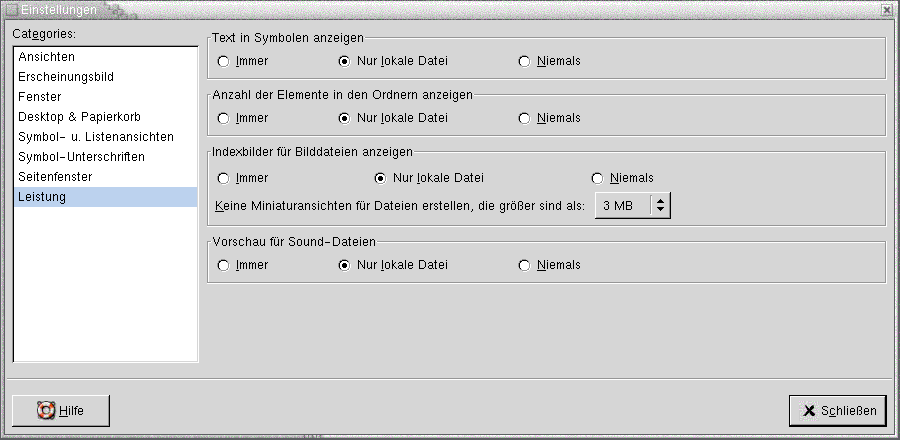 Einstellungen
Categories:
Ansichten
Erscheinungsbild
Fenster
Desktop & Papierkorb
Symbol- u. Listenansichten
Symbol-Unterschriften
Seitenfenster
Leistung
Text in Symbolen anzeigen
Immer Nur lokale Datei Niemals
Anzahl der Elemente in den Ordnern anzeigen
Immer Nur lokale Datei Niemals
Indexbilder für Bilddateien anzeigen
Immer Nur lokale Datei Niemals
Keine Miniaturansichten für Dateien erstellen, die größer sind als: 3 MB
Vorschau für Sound-Dateien
Immer Nur lokale Datei Niemals
Hilfe
Schließen